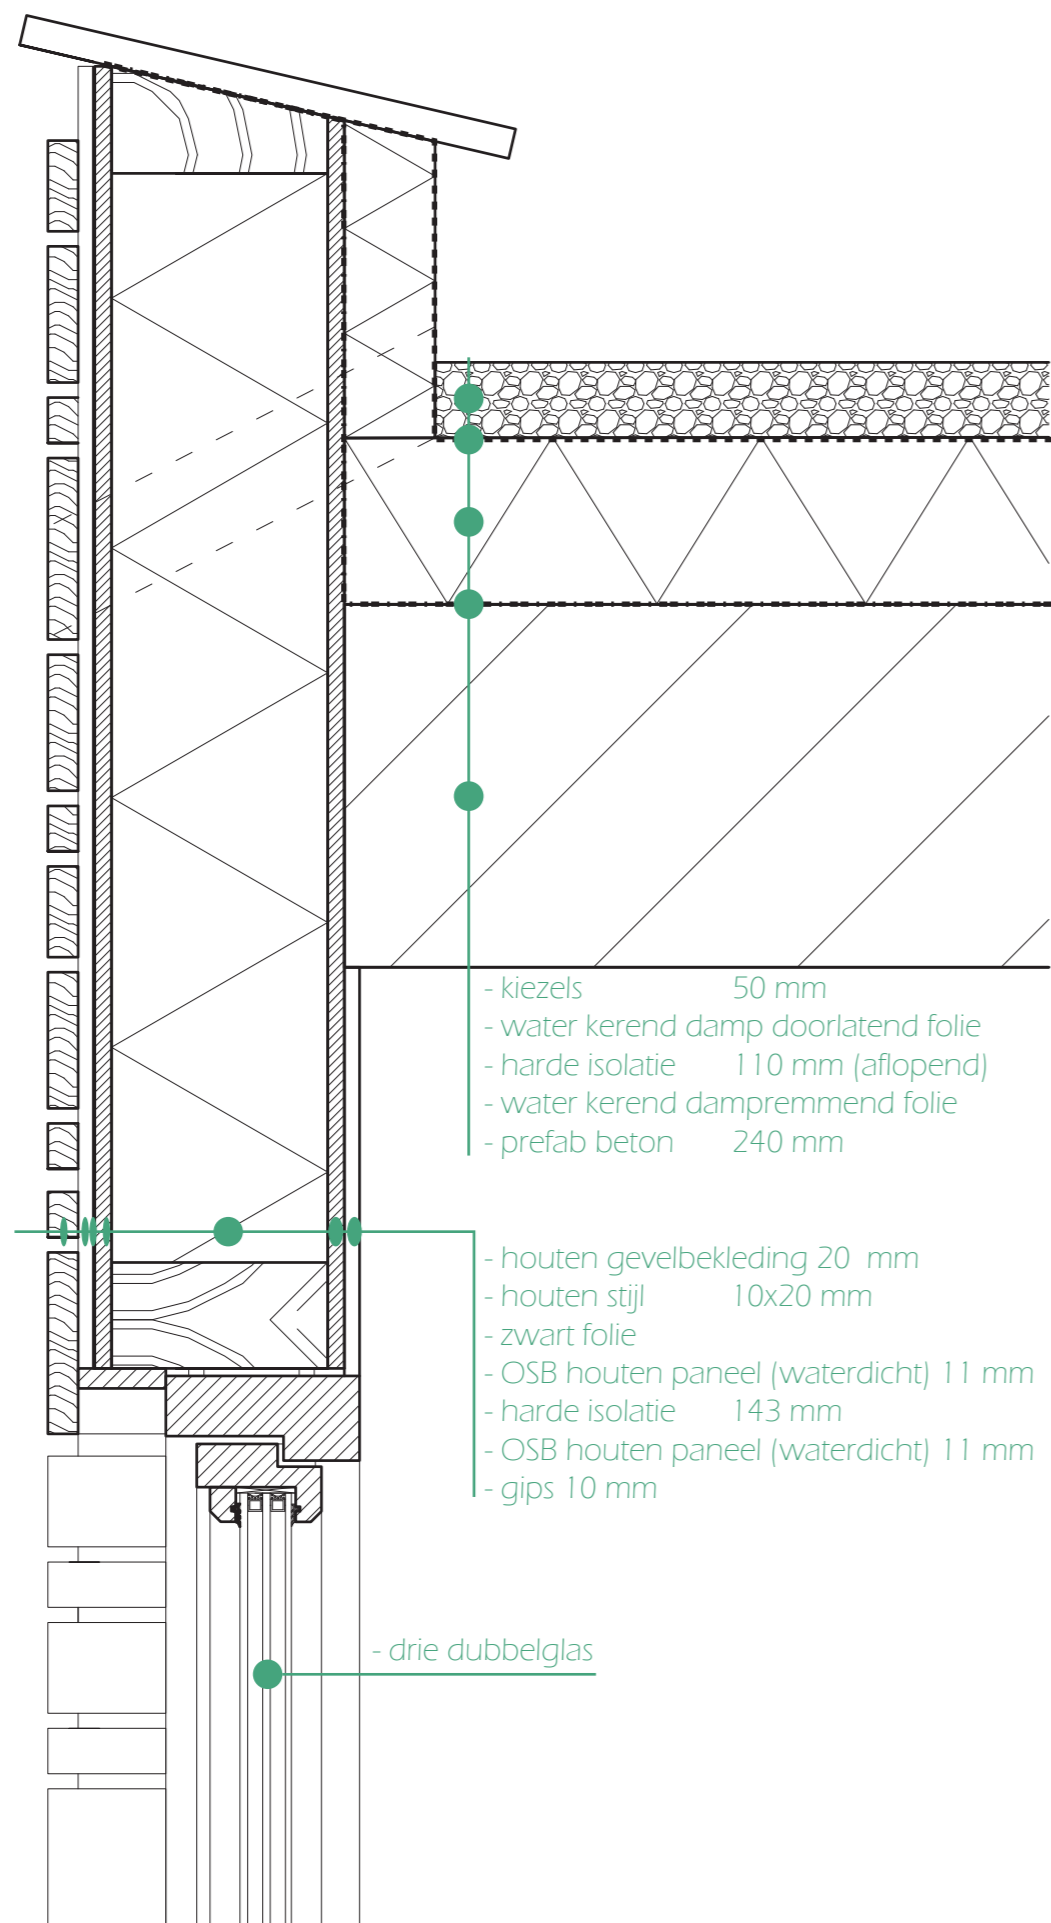 - kiezels 50 mm
- water kerend damp doorlatend folie
- harde isolatie 110 mm (aflopend)
- water kerend dampremmend folie
- prefab beton 240 mm
- houten gevelbekleding 20 mm
- houten stijl 10x20 mm
- zwart folie
- OSB houten paneel (waterdicht) 11 mm
- harde isolatie 143 mm
- OSB houten paneel (waterdicht) 11 mm
- gips 10 mm
- drie dubbelglas